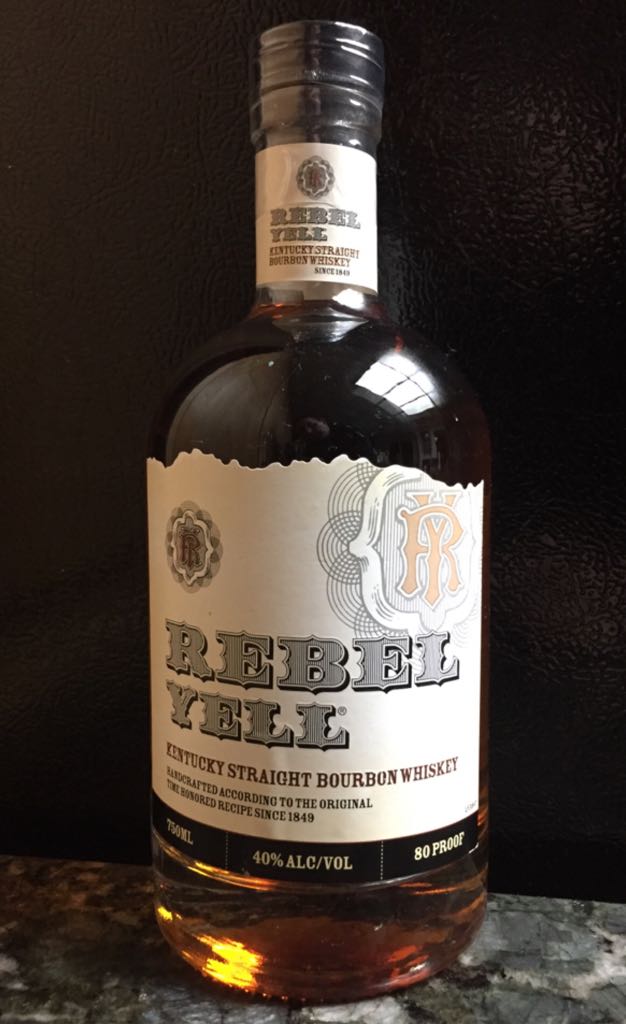 REBEL
YELL
KENTUCKY STRAIGHT
BOURBON WHISKEY
SINCE 1849
REBEL
YELL®
KENTUCKY STRAIGHT BOURBON WHISKEY
HANDCRAFTED ACCORDING TO THE ORIGINAL
TIME HONORED RECIPE SINCE 1849
750ML
40% ALC/VOL
80 PROOF